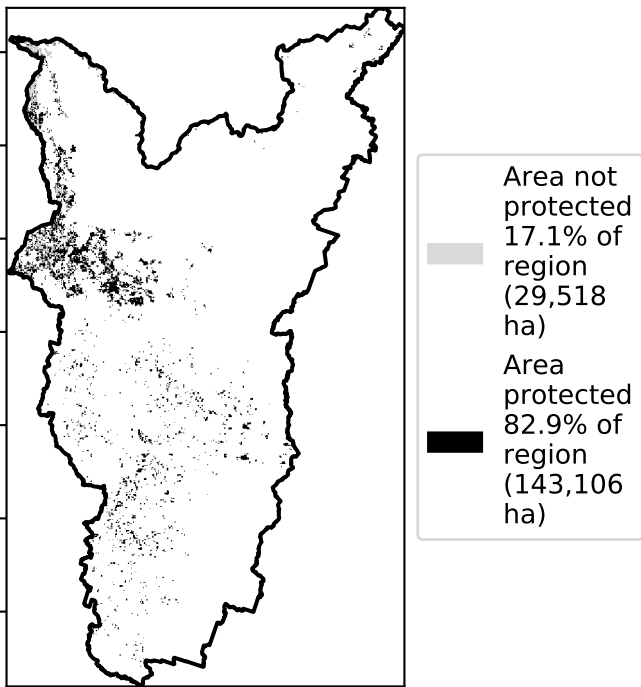 Area not
protected
17.1% of
region
(29,518
ha)
Area
protected
82.9% of
region
(143,106
ha)